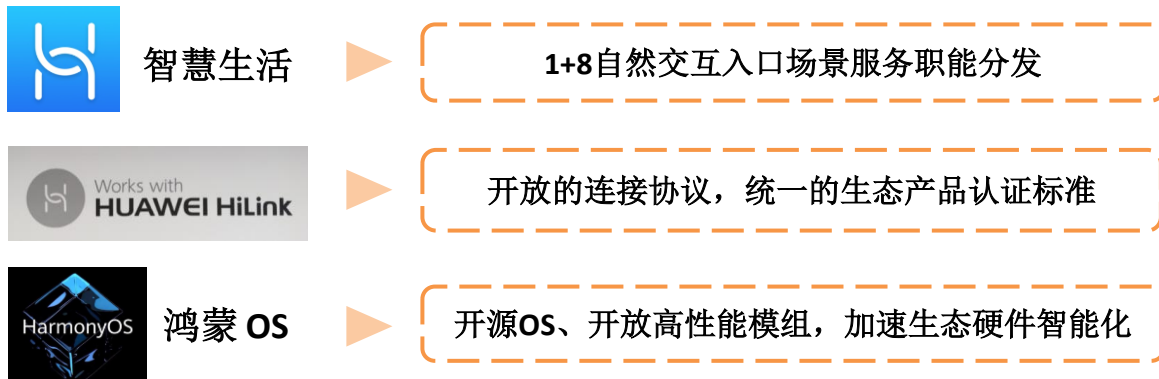 智慧生活
1+8自然交互入口场景服务职能分发
Works with
HUAWEI HiLink
开放的连接协议，统一的生态产品认证标准
HarmonyOS
鸿蒙 OS
开源OS、开放高性能模组，加速生态硬件智能化